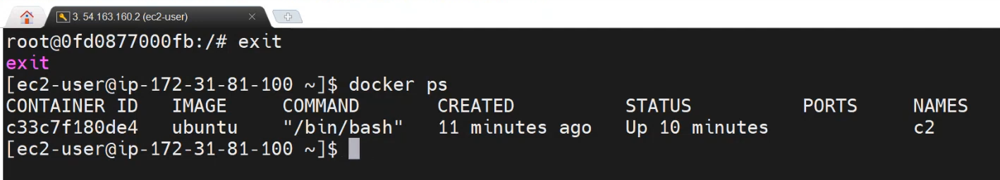 3. 54.163.160.2 (ec2-user)
root@0fd0877000fb:/# exit
exit
[ec2-user@ip-172-31-81-100 ~]$ docker ps
CONTAINER ID   IMAGE     COMMAND       CREATED          STATUS          PORTS     NAMES
c33c7f180de4   ubuntu    "/bin/bash"   11 minutes ago   Up 10 minutes             c2
[ec2-user@ip-172-31-81-100 ~]$